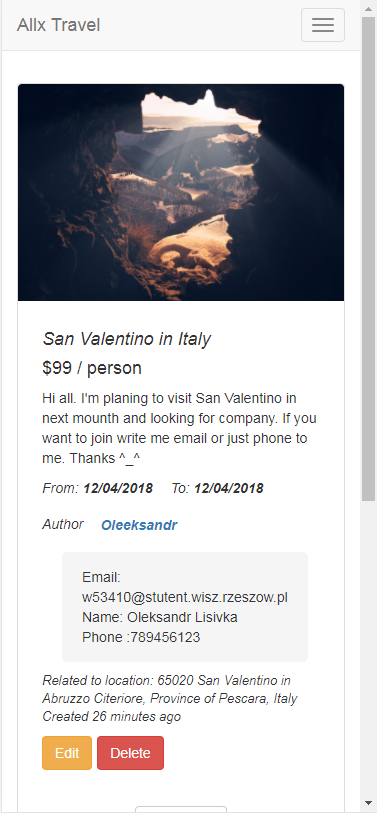 Allx Travel
San Valentino in Italy
$99 / person
Hi all. I'm planing to visit San Valentino in
next mounth and looking for company. If you
want to join write me email or just phone to
me. Thanks ^_^
From: 12/04/2018 To: 12/04/2018
Author Oleeksandr
Email:
w53410@stutent.wisz.rzeszow.pl
Name: Oleksandr Lisivka
Phone :789456123
Related to location: 65020 San Valentino in
Abruzzo Citeriore, Province of Pescara, Italy
Created 26 minutes ago
Edit Delete